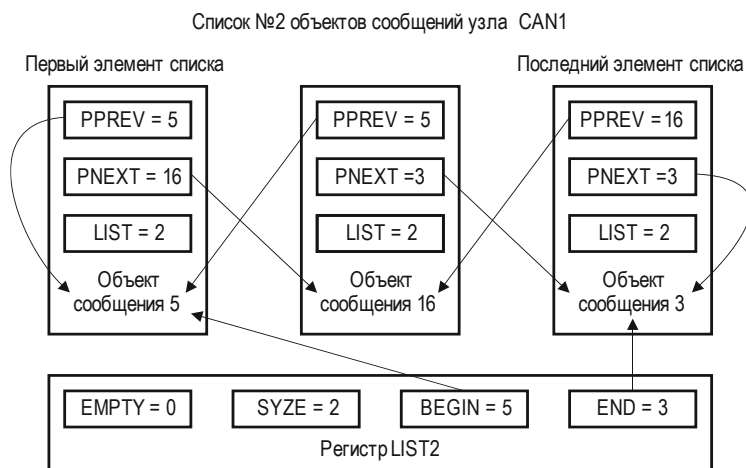 Список №2 объектов сообщений узла CAN1
Первый элемент списка
Последний элемент списка
PPREV = 5
PNEXT = 16
LIST = 2
Объект
сообщения 5
PPREV = 5
PNEXT =3
LIST = 2
Объект
сообщения 16
PPREV = 16
PNEXT =3
LIST = 2
Объект
сообщения 3
EMPTY = 0
SYZE = 2
BEGIN = 5
END = 3
Регистр LIST2